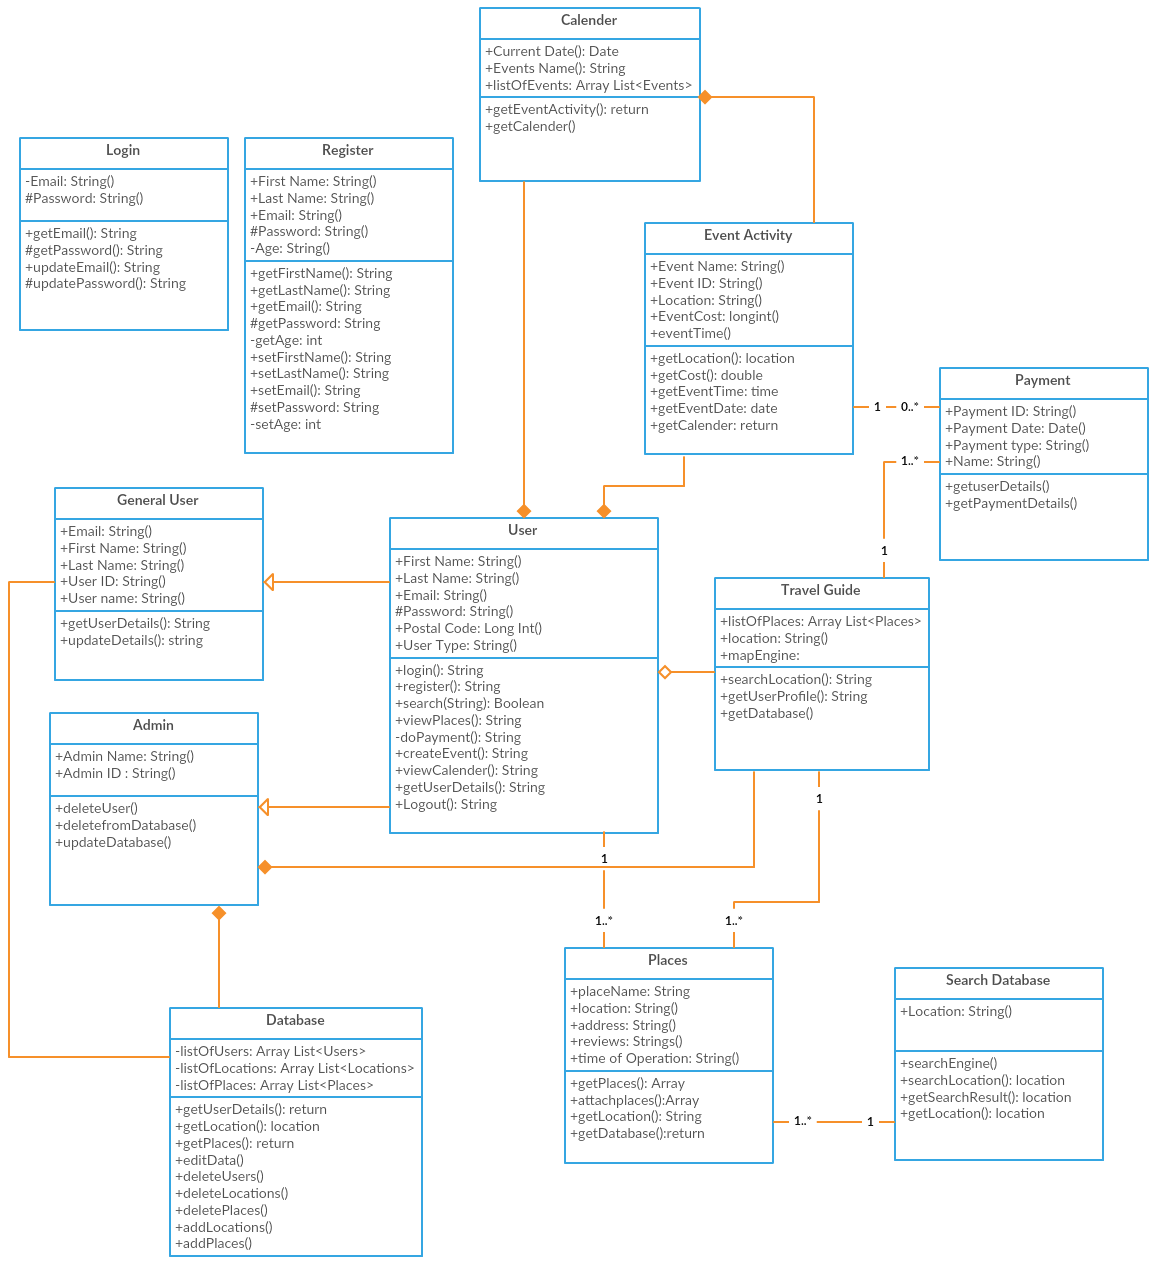 Calender
+Current Date(): Date
+Events Name(): String
+listOfEvents: Array List<Events>
+getEventActivity(): return
+getCalender()
Login
-Email: String()
#Password: String()
+getEmail(): String
#getPassword(): String
+updateEmail(): String
#updatePassword(): String
Register
+First Name: String()
+Last Name: String()
+Email: String()
#Password: String()
-Age: String()
+getFirstName(): String
+getLastName(): String
+getEmail(): String
#getPassword: String
-getAge: int
+setFirstName(): String
+setLastName(): String
+setEmail(): String
#setPassword: String
-setAge: int
Event Activity
+Event Name: String()
+Event ID: String()
+Location: String()
+EventCost: longint()
+eventTime()
+getLocation(): location
+getCost(): double
+getEventTime: time
+getEventDate: date
+getCalender: return
1
0..*
Payment
+Payment ID: String()
+Payment Date: Date()
+Payment type: String()
+Name: String()
+getuserDetails()
+getPaymentDetails()
1..*
1
General User
+Email: String()
+First Name: String()
+Last Name: String()
+User ID: String()
+User name: String()
+getUserDetails(): String
+updateDetails(): string
User
+First Name: String()
+Last Name: String()
+Email: String()
#Password: String()
+Postal Code: Long Int()
+User Type: String()
+login(): String
+register(): String
+search(String): Boolean
+viewPlaces(): String
-doPayment(): String
+createEvent(): String
+viewCalender(): String
+getUserDetails(): String
+Logout(): String
Travel Guide
+listOfPlaces: Array List<Places>
+location: String()
+mapEngine:
+searchLocation(): String
+getUserProfile(): String
+getDatabase()
Admin
+Admin Name: String()
+Admin ID : String()
+deleteUser()
+deletefromDatabase()
+updateDatabase()
1
1
1..*
1..*
Places
+placeName: String
+location: String()
+address: String()
+reviews: Strings()
+time of Operation: String()
+getPlaces(): Array
+attachplaces():Array
+getLocation(): String
+getDatabase():return
1..*
1
Search Database
+Location: String()
+searchEngine()
+searchLocation(): location
+getSearchResult(): location
+getLocation(): location
Database
-listOfUsers: Array List<Users>
-listOfLocations: Array List<Locations>
-listOfPlaces: Array List<Places>
+getUserDetails(): return
+getLocation(): location
+getPlaces(): return
+editData()
+deleteUsers()
+deleteLocations()
+deletePlaces()
+addLocations()
+addPlaces()